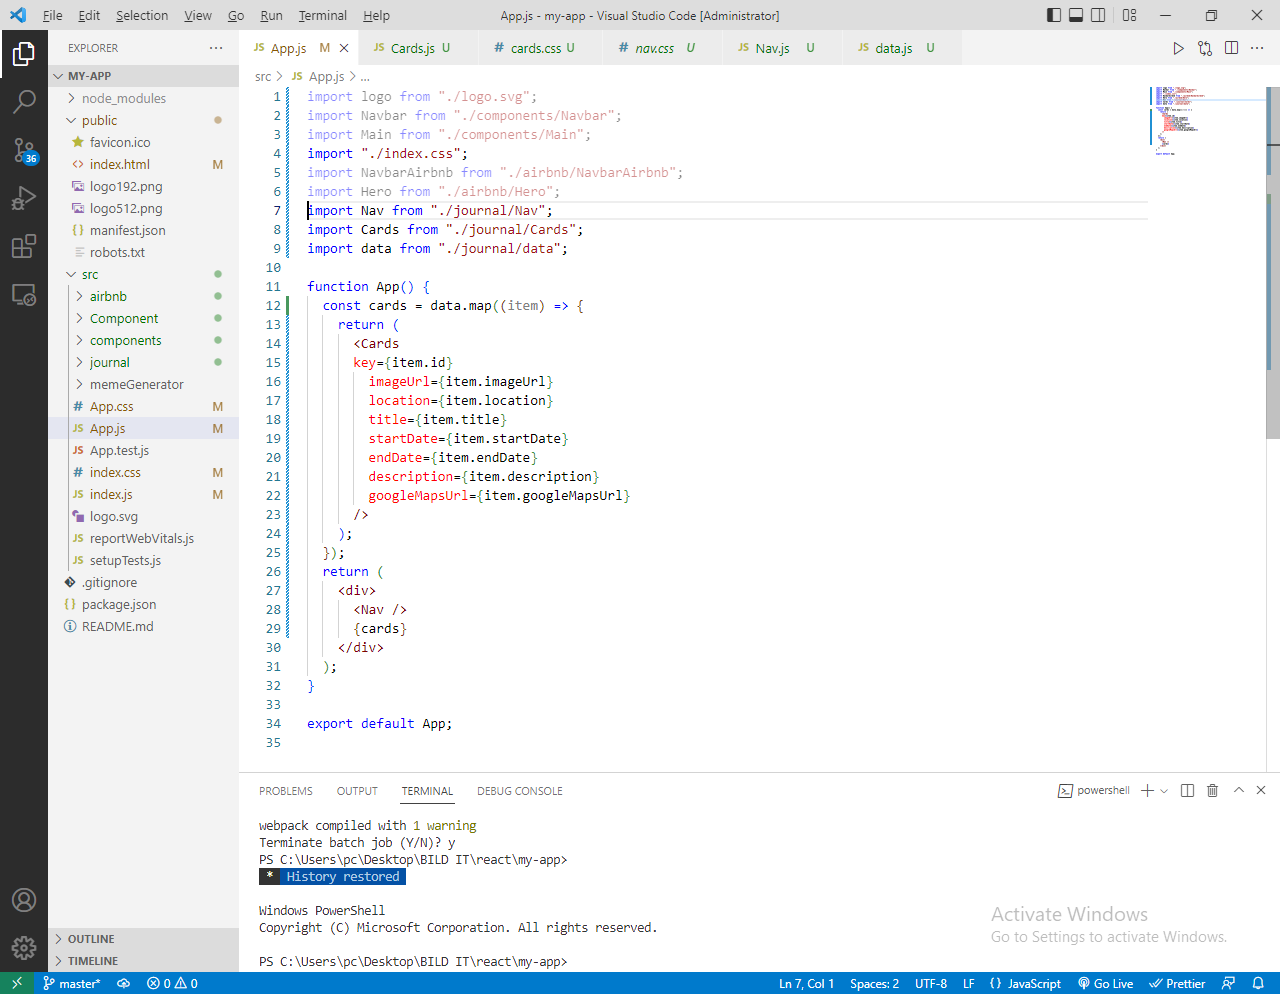 File Edit Selection View Go Run Terminal Help App.js - my-app - Visual Studio Code [Administrator]
EXPLORER
MY-APP
node_modules
public
favicon.ico
index.html M
logo192.png
logo512.png
manifest.json
robots.txt
src
airbnb
Component
components
journal
memeGenerator
App.css M
App.js M
App.test.js
index.css M
index.js M
logo.svg
reportWebVitals.js
setupTests.js
.gitignore
package.json
README.md
OUTLINE
TIMELINE
36
JS App.js M JS Cards.js U # cards.css U # nav.css U JS Nav.js U JS data.js U
src > JS App.js > ...
1 import logo from "./logo.svg";
2 import Navbar from "./components/Navbar";
3 import Main from "./components/Main";
4 import "./index.css";
5 import NavbarAirbnb from "./airbnb/NavbarAirbnb";
6 import Hero from "./airbnb/Hero";
7 import Nav from "./journal/Nav";
8 import Cards from "./journal/Cards";
9 import data from "./journal/data";
10
11 function App() {
12 const cards = data.map((item) => {
13 return (
14 <Cards
15 key={item.id}
16 imageUrl={item.imageUrl}
17 location={item.location}
18 title={item.title}
19 startDate={item.startDate}
20 endDate={item.endDate}
21 description={item.description}
22 googleMapsUrl={item.googleMapsUrl}
23 />
24 );
25 });
26 return (
27 <div>
28 <Nav />
29 {cards}
30 </div>
31 );
32 }
33
34 export default App;
35
PROBLEMS OUTPUT TERMINAL DEBUG CONSOLE powershell
webpack compiled with 1 warning
Terminate batch job (Y/N)? y
PS C:\Users\pc\Desktop\BILD IT\react\my-app>
* History restored
Windows PowerShell
Copyright (C) Microsoft Corporation. All rights reserved.
PS C:\Users\pc\Desktop\BILD IT\react\my-app>
Activate Windows
Go to Settings to activate Windows.
master* 0 0 Ln 7, Col 1 Spaces: 2 UTF-8 LF {} JavaScript Go Live Prettier